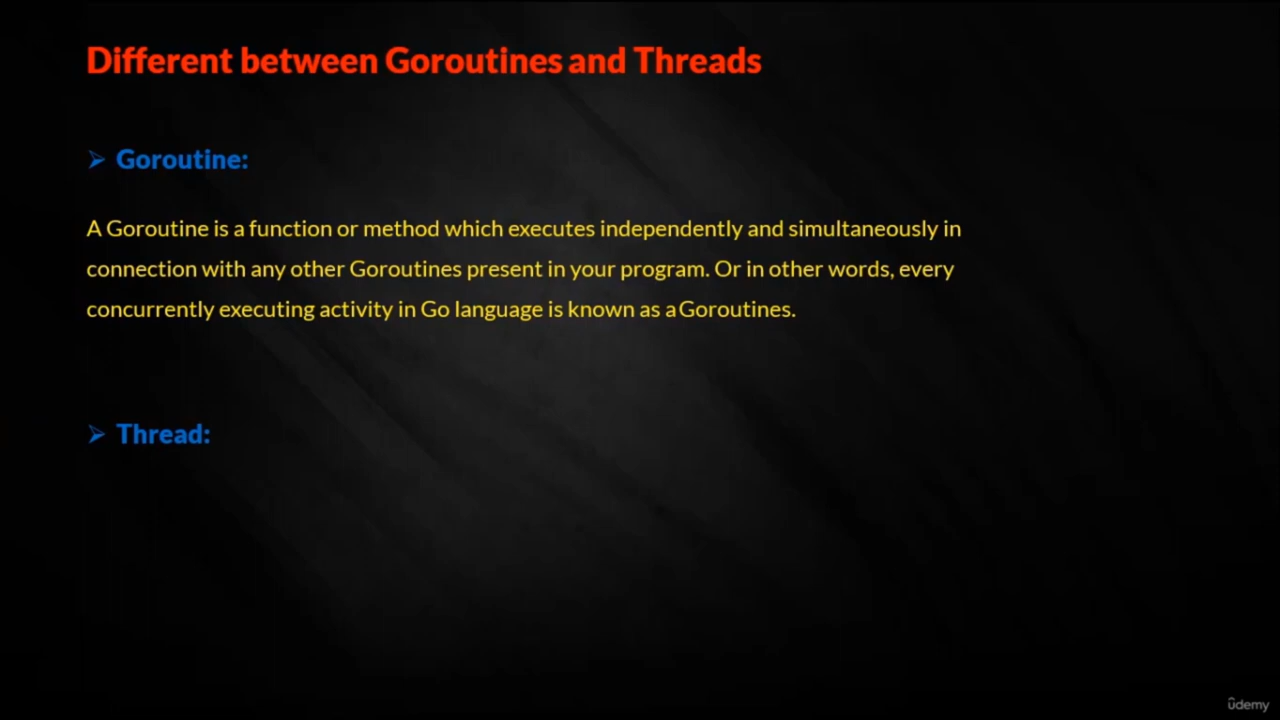 Different between Goroutines and Threads
➢ Goroutine:
A Goroutine is a function or method which executes independently and simultaneously in
connection with any other Goroutines present in your program. Or in other words, every
concurrently executing activity in Go language is known as a Goroutines.
➢ Thread:
ûdemy